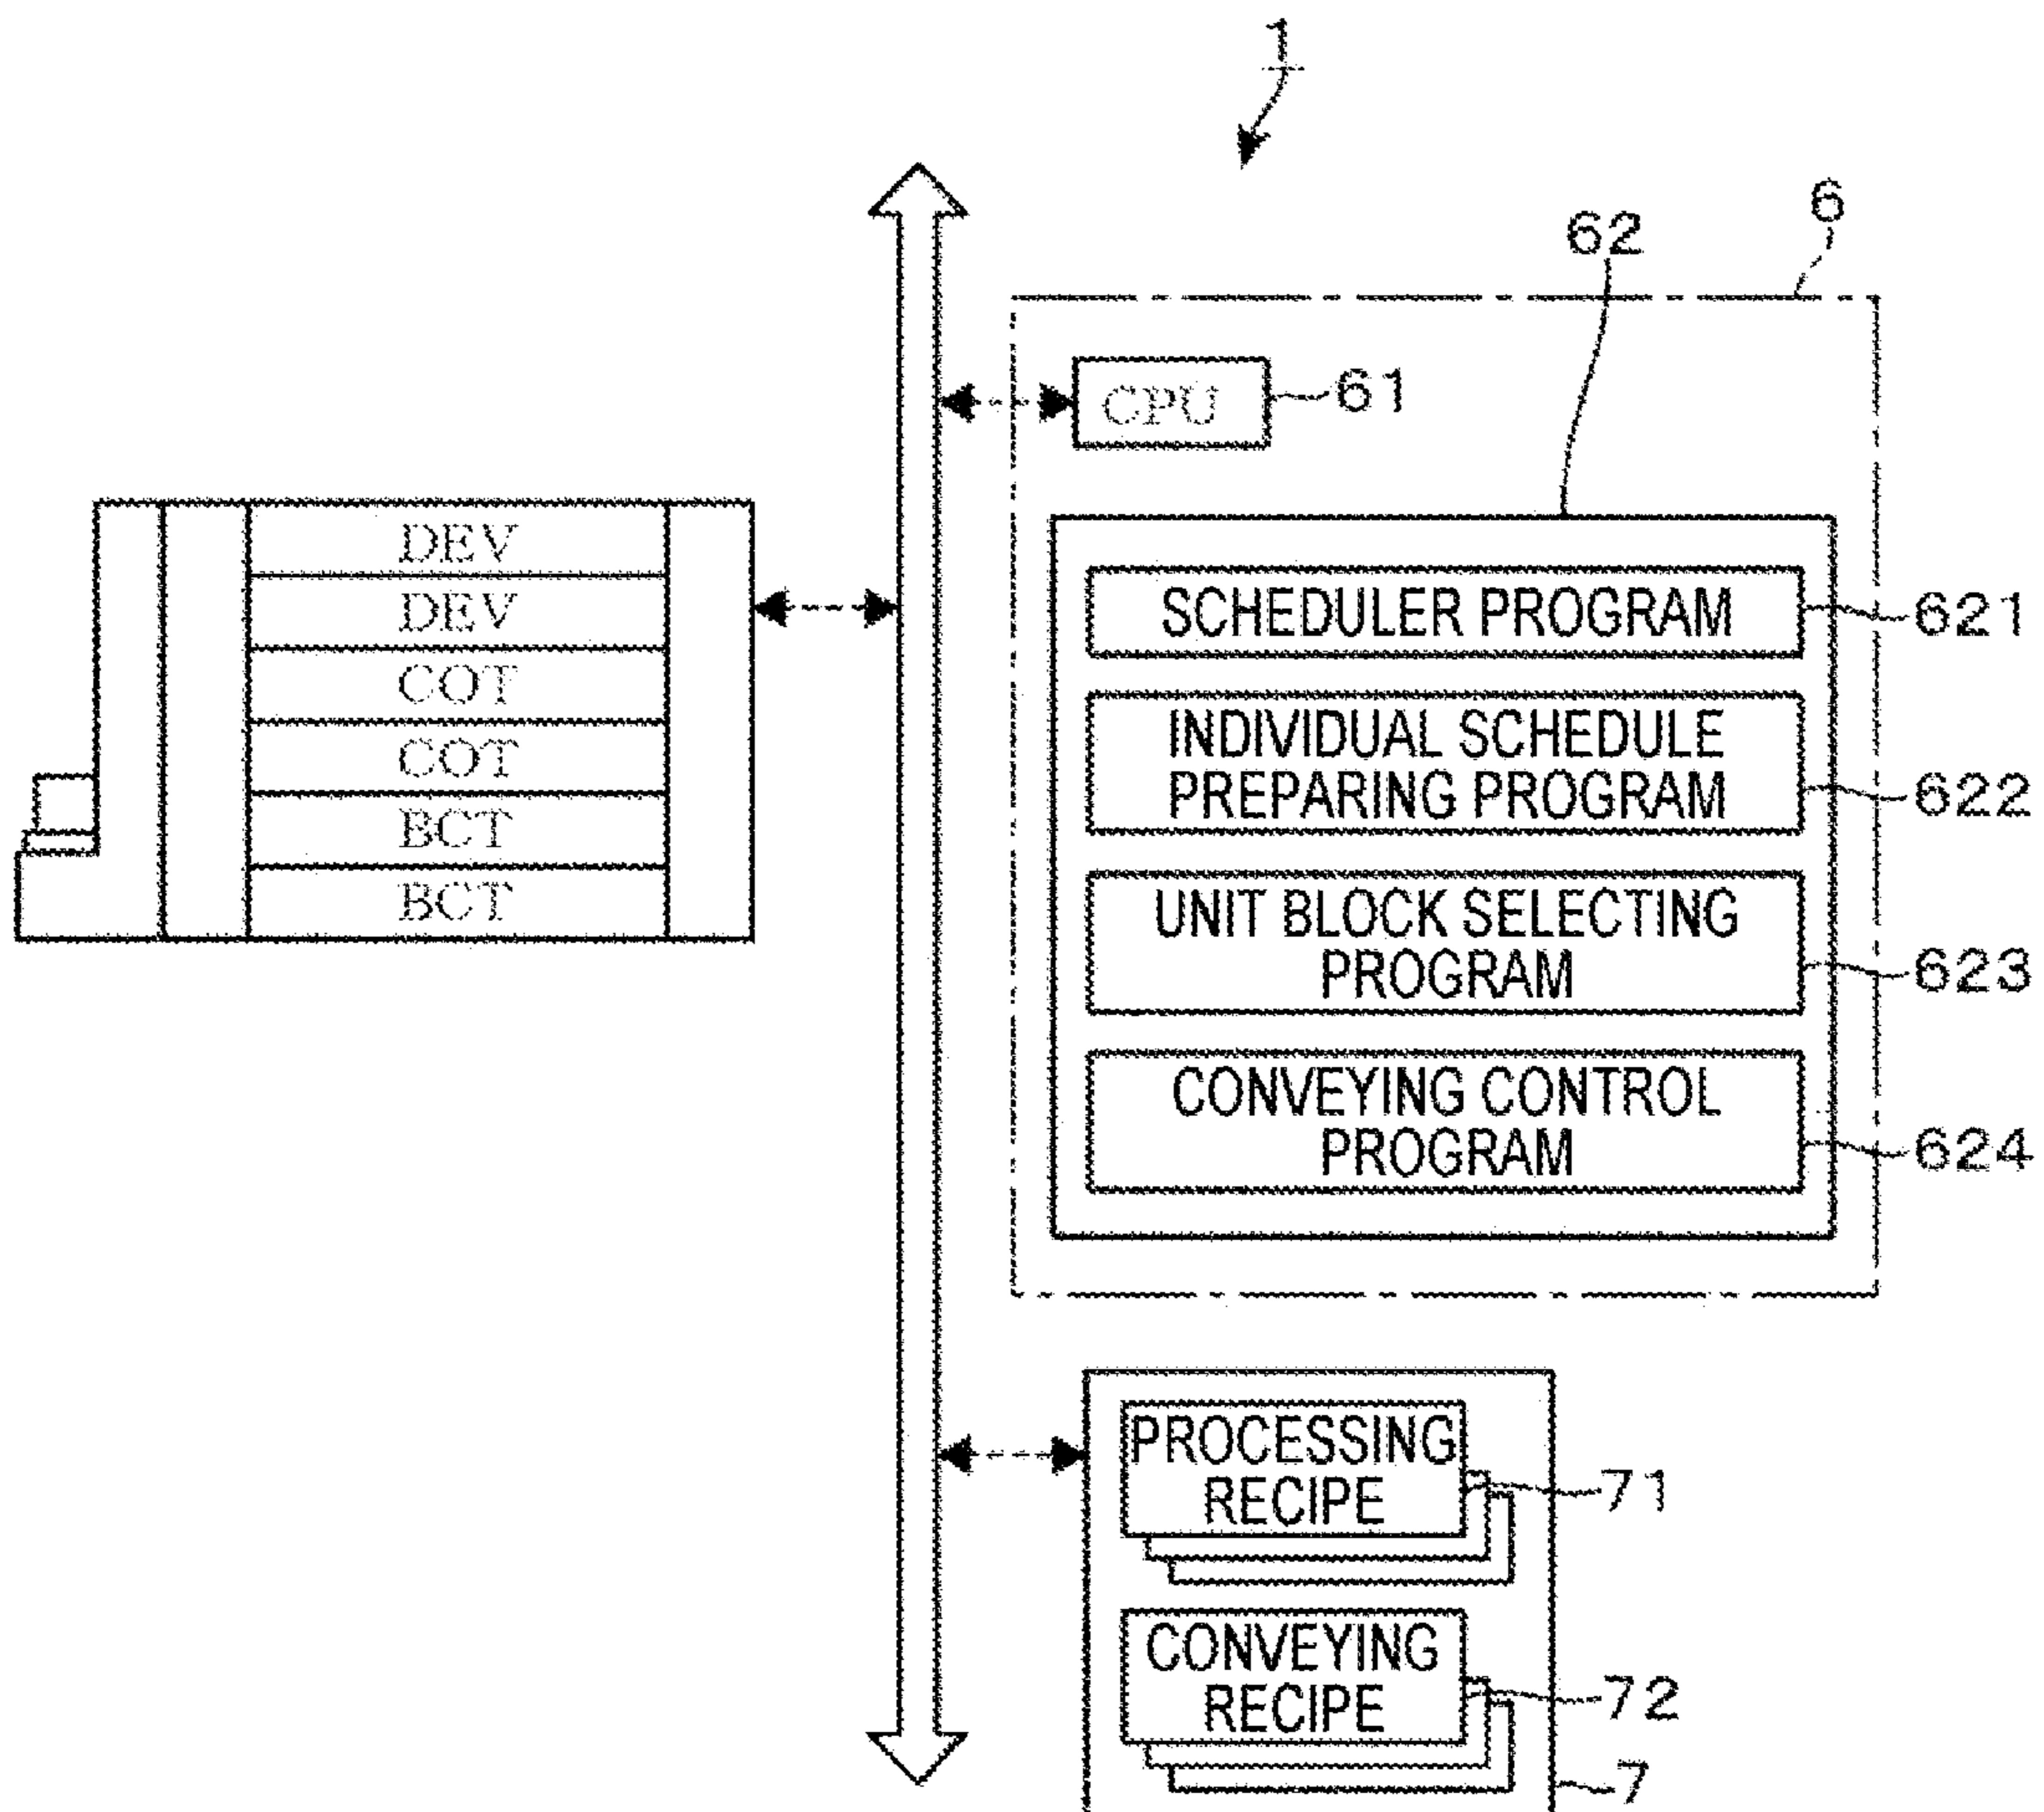 1
6
62
CPU
61
DEV
DEV
COT
COT
BCT
BCT
SCHEDULER PROGRAM
621
INDIVIDUAL SCHEDULE
PREPARING PROGRAM
622
UNIT BLOCK SELECTING
PROGRAM
623
CONVEYING CONTROL
PROGRAM
624
PROCESSING
RECIPE
71
CONVEYING
RECIPE
72
7